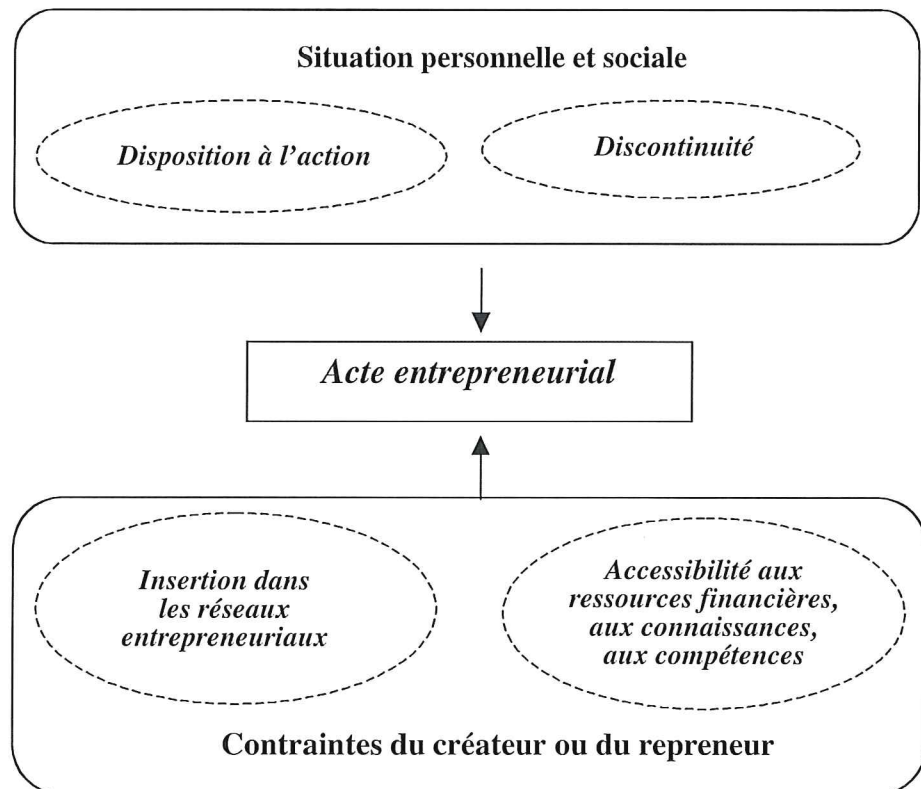 Situation personnelle et sociale
Disposition à l'action
Discontinuité
Acte entrepreneurial
Insertion dans
les réseaux
entrepreneuriaux
Accessibilité aux
ressources financières,
aux connaissances,
aux compétences
Contraintes du créateur ou du repreneur